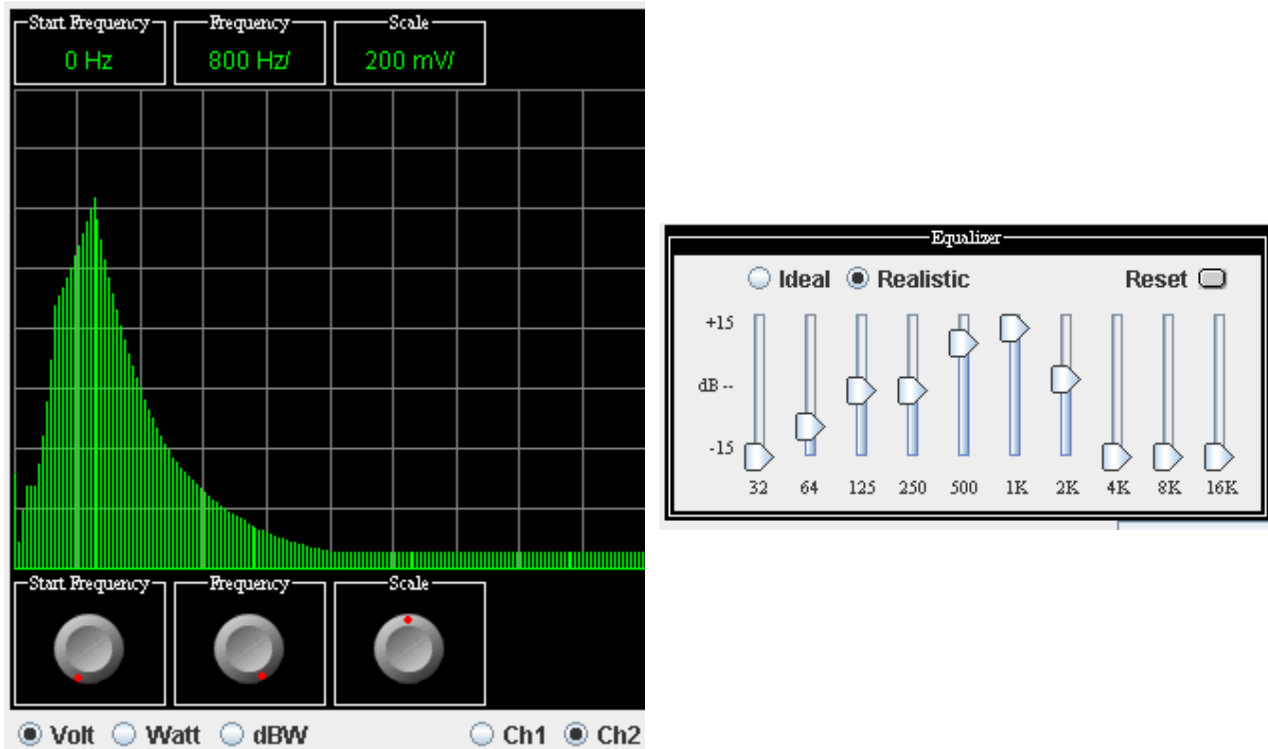 Start Frequency Frequency Scale
0 Hz 800 Hz/ 200 mV/
Start Frequency Frequency Scale
Volt Watt dBW Ch1 Ch2
Equalizer
Ideal Realistic Reset
+15
dB --
-15
32 64 125 250 500 1K 2K 4K 8K 16K